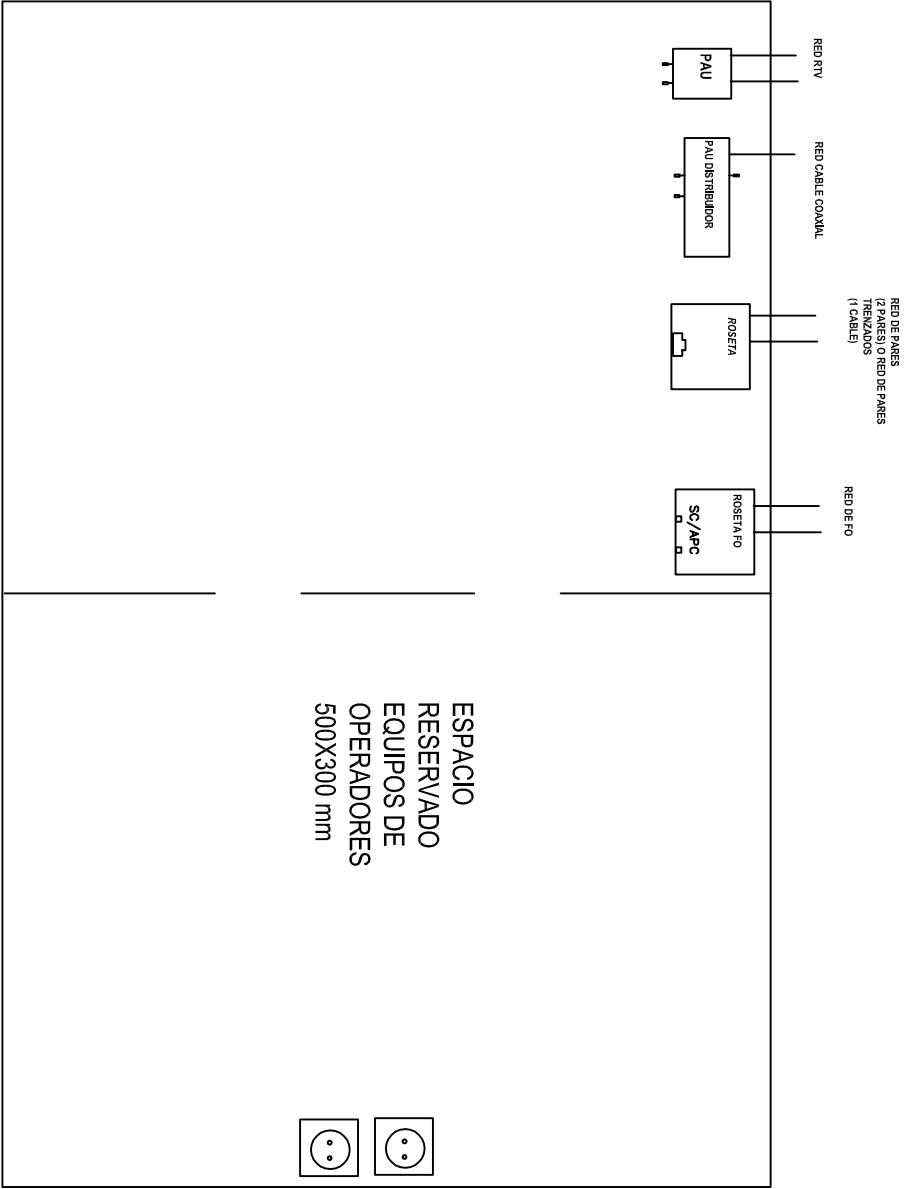 RED RTV
PAU
RED CABLE COAXIAL
PAU DISTRIBUIDOR
RED DE PARES
(2 PARES) O RED DE PARES
TRENZADOS
(1 CABLE)
ROSETA
RED DE FO
ROSETA FO
SC/APC
ESPACIO
RESERVADO
EQUIPOS DE
OPERADORES
500X300 mm